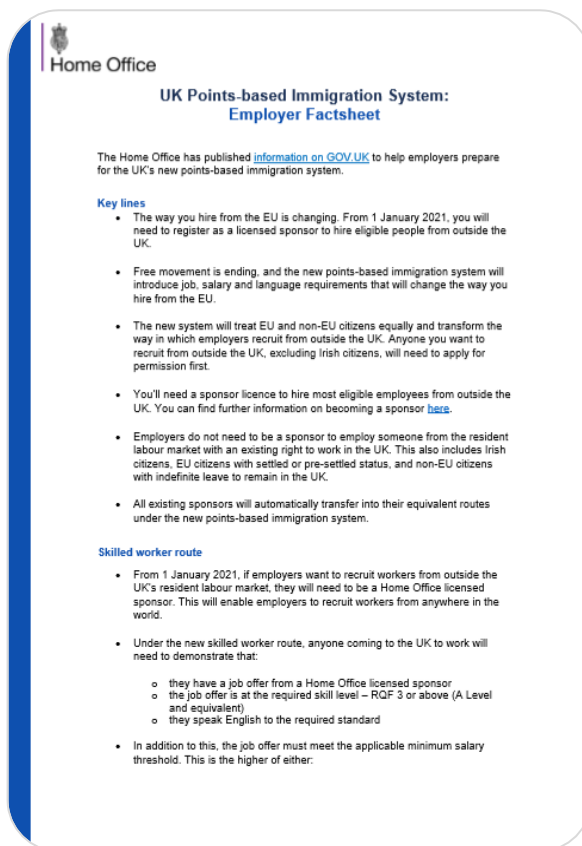 Home Office
UK Points-based Immigration System:
Employer Factsheet
The Home Office has published information on GOV.UK to help employers prepare
for the UK's new points-based immigration system.
Key lines
• The way you hire from the EU is changing. From 1 January 2021, you will
need to register as a licensed sponsor to hire eligible people from outside the
UK.
• Free movement is ending, and the new points-based immigration system will
introduce job, salary and language requirements that will change the way you
hire from the EU.
• The new system will treat EU and non-EU citizens equally and transform the
way in which employers recruit from outside the UK. Anyone you want to
recruit from outside the UK, excluding Irish citizens, will need to apply for
permission first.
• You'll need a sponsor licence to hire most eligible employees from outside the
UK. You can find further information on becoming a sponsor here.
• Employers do not need to be a sponsor to employ someone from the resident
labour market with an existing right to work in the UK. This also includes Irish
citizens, EU citizens with settled or pre-settled status, and non-EU citizens
with indefinite leave to remain in the UK.
• All existing sponsors will automatically transfer into their equivalent routes
under the new points-based immigration system.
Skilled worker route
• From 1 January 2021, if employers want to recruit workers from outside the
UK's resident labour market, they will need to be a Home Office licensed
sponsor. This will enable employers to recruit workers from anywhere in the
world.
• Under the new skilled worker route, anyone coming to the UK to work will
need to demonstrate that:
o they have a job offer from a Home Office licensed sponsor
o the job offer is at the required skill level – RQF 3 or above (A Level
and equivalent)
o they speak English to the required standard
• In addition to this, the job offer must meet the applicable minimum salary
threshold. This is the higher of either: